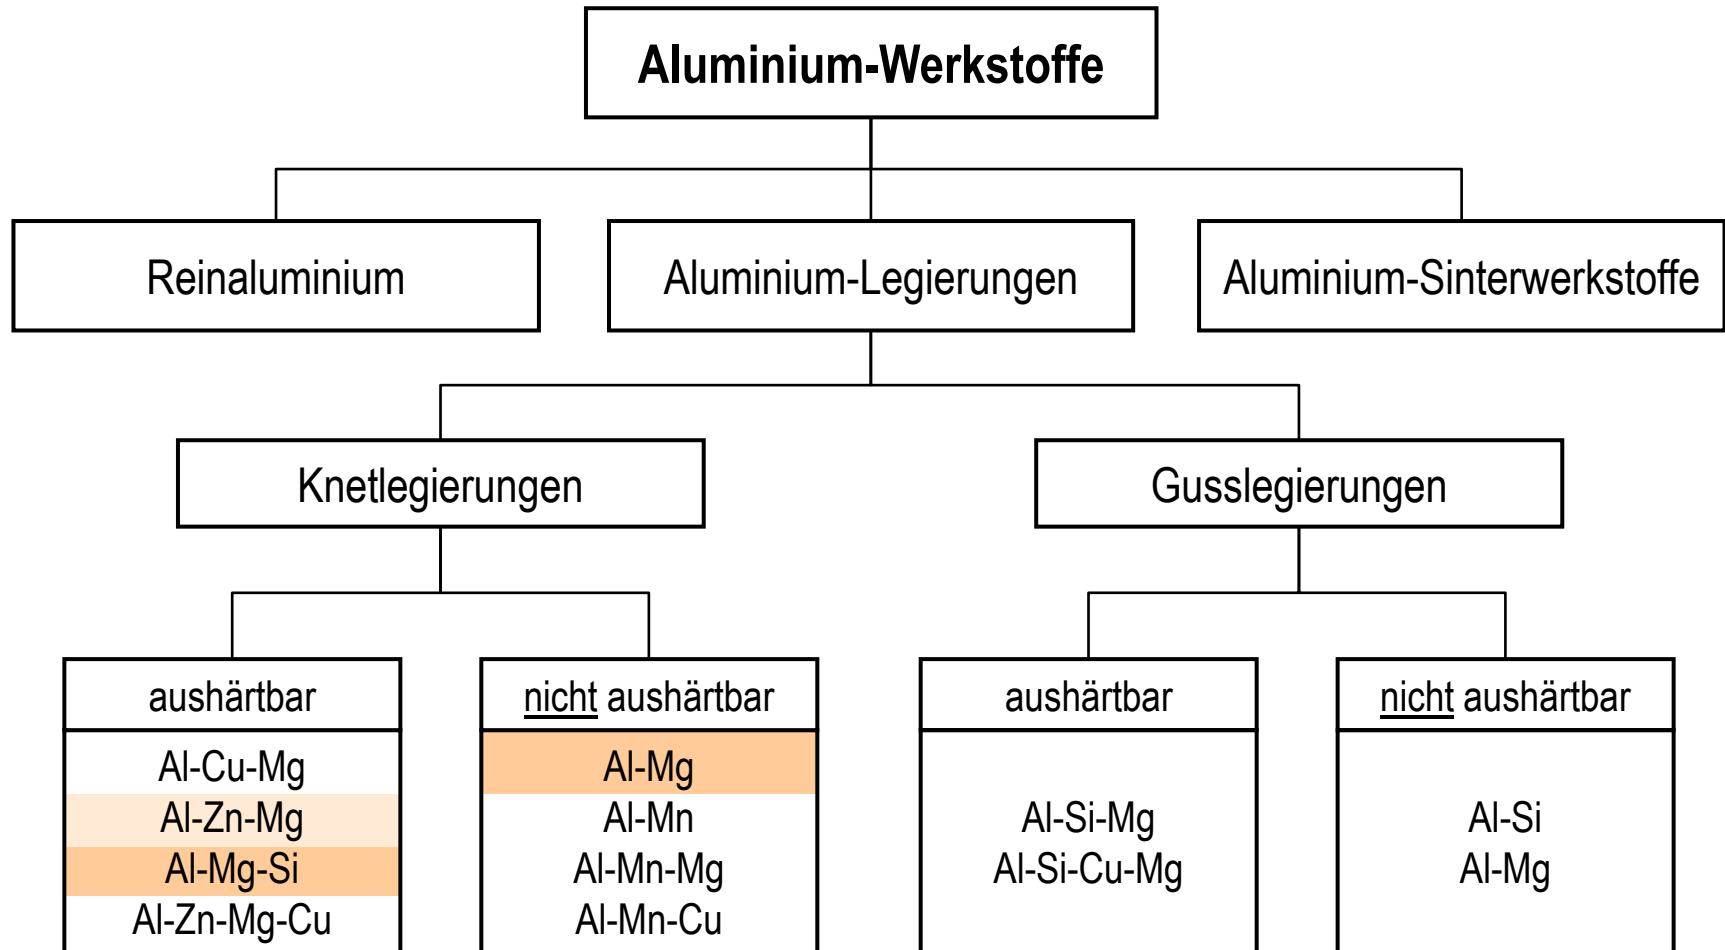 Aluminium-Werkstoffe
Reinaluminium
Aluminium-Legierungen
Aluminium-Sinterwerkstoffe
Knetlegierungen
Gusslegierungen
aushärtbar
Al-Cu-Mg
Al-Zn-Mg
Al-Mg-Si
Al-Zn-Mg-Cu
nicht aushärtbar
Al-Mg
Al-Mn
Al-Mn-Mg
Al-Mn-Cu
aushärtbar
Al-Si-Mg
Al-Si-Cu-Mg
nicht aushärtbar
Al-Si
Al-Mg